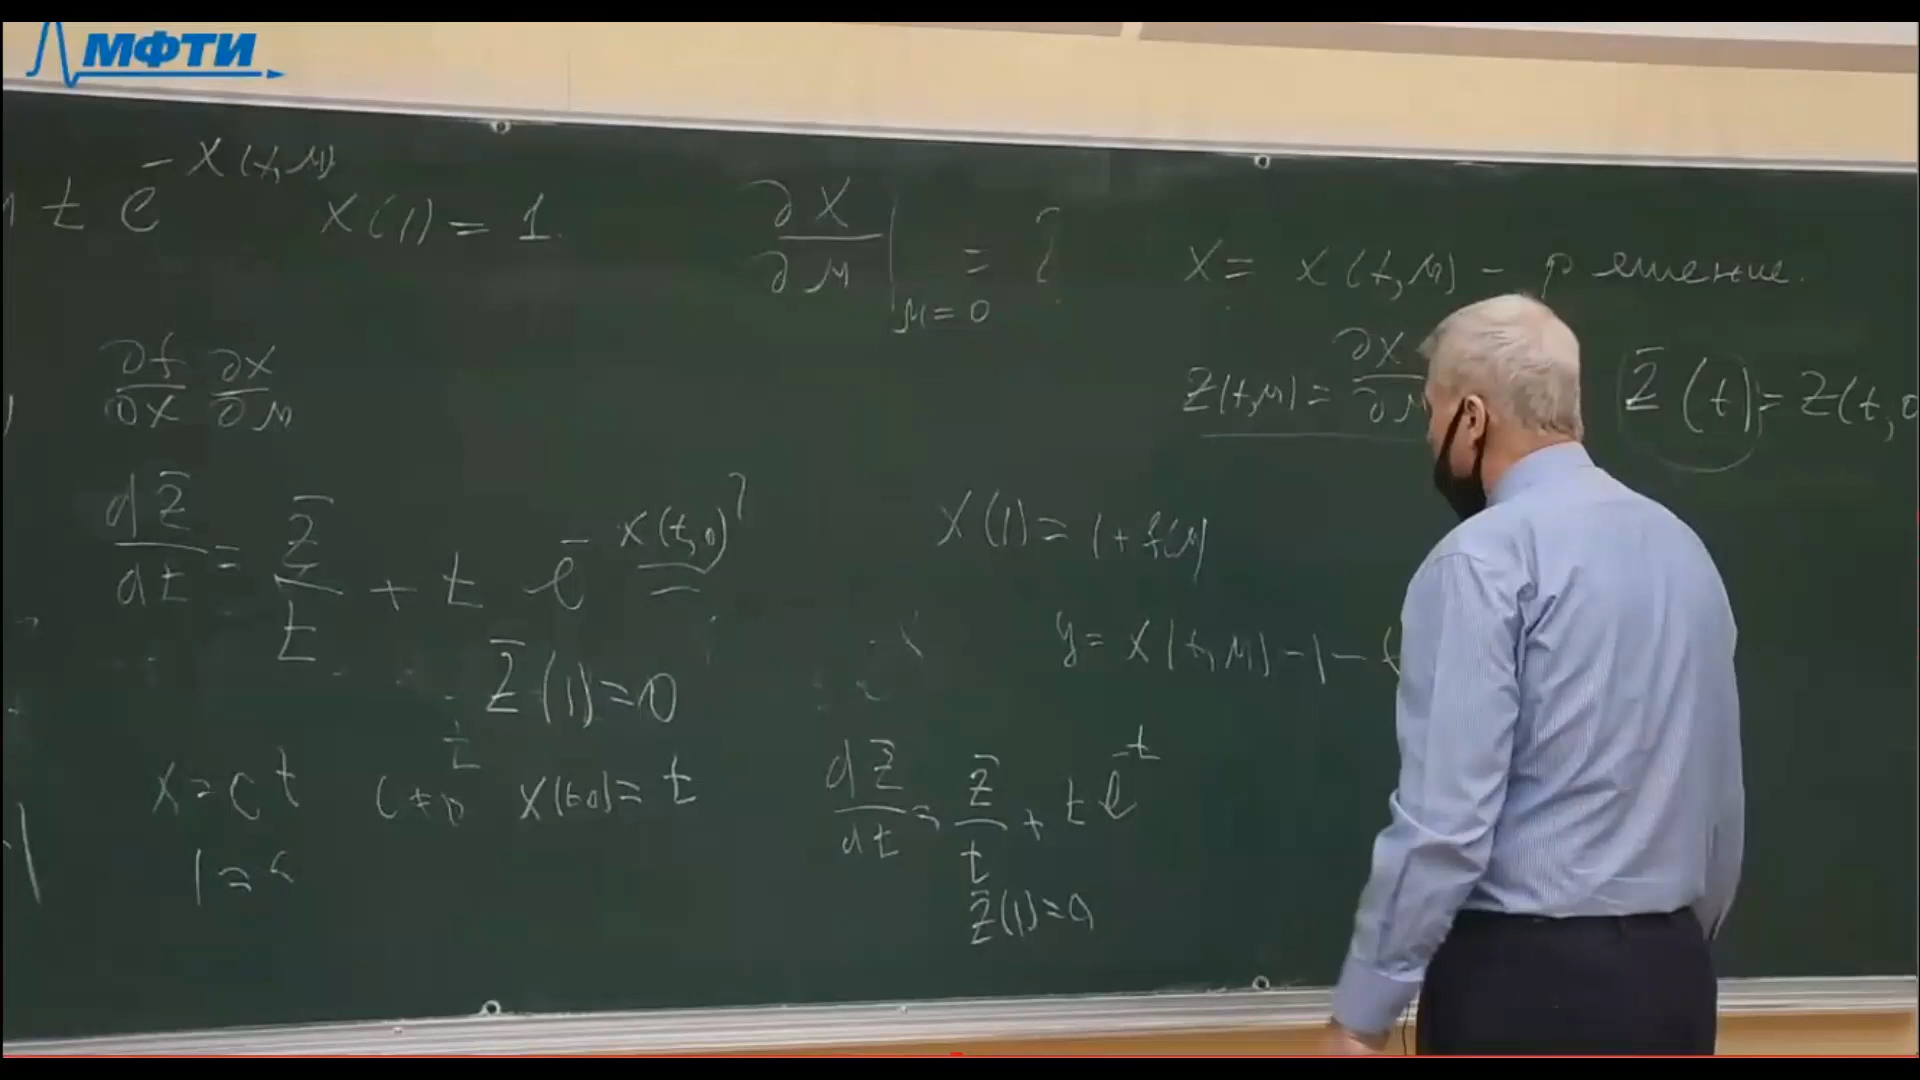 МФТИ
t e^{-x(t,μ)} x(1) = 1.
∂x/∂μ |_{μ=0} = ?
x = x(t,μ) - решение.
∂f/∂x ∂x/∂μ
z(t,μ) = ∂x/∂μ
z̄(t) = z(t,0
dz̄/dt = z̄/t + t e^{-x(t,0)} ?
z̄(1) = 0
x(1) = 1 + f(μ)
y = x(t,μ) - 1 - f
x = ct c≠0 x(t,0) = t
1 = c
dz̄/dt = z̄/t + t e^{-t}
z̄(1) = 0